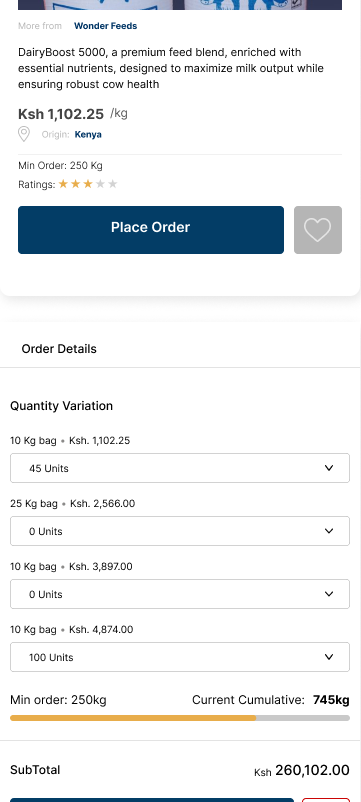 More from Wonder Feeds
DairyBoost 5000, a premium feed blend, enriched with
essential nutrients, designed to maximize milk output while
ensuring robust cow health
Ksh 1,102.25 /kg
Origin: Kenya
Min Order: 250 Kg
Ratings:
Place Order
Order Details
Quantity Variation
10 Kg bag • Ksh. 1,102.25
45 Units
25 Kg bag • Ksh. 2,566.00
0 Units
10 Kg bag • Ksh. 3,897.00
0 Units
10 Kg bag • Ksh. 4,874.00
100 Units
Min order: 250kg Current Cumulative: 745kg
SubTotal Ksh 260,102.00